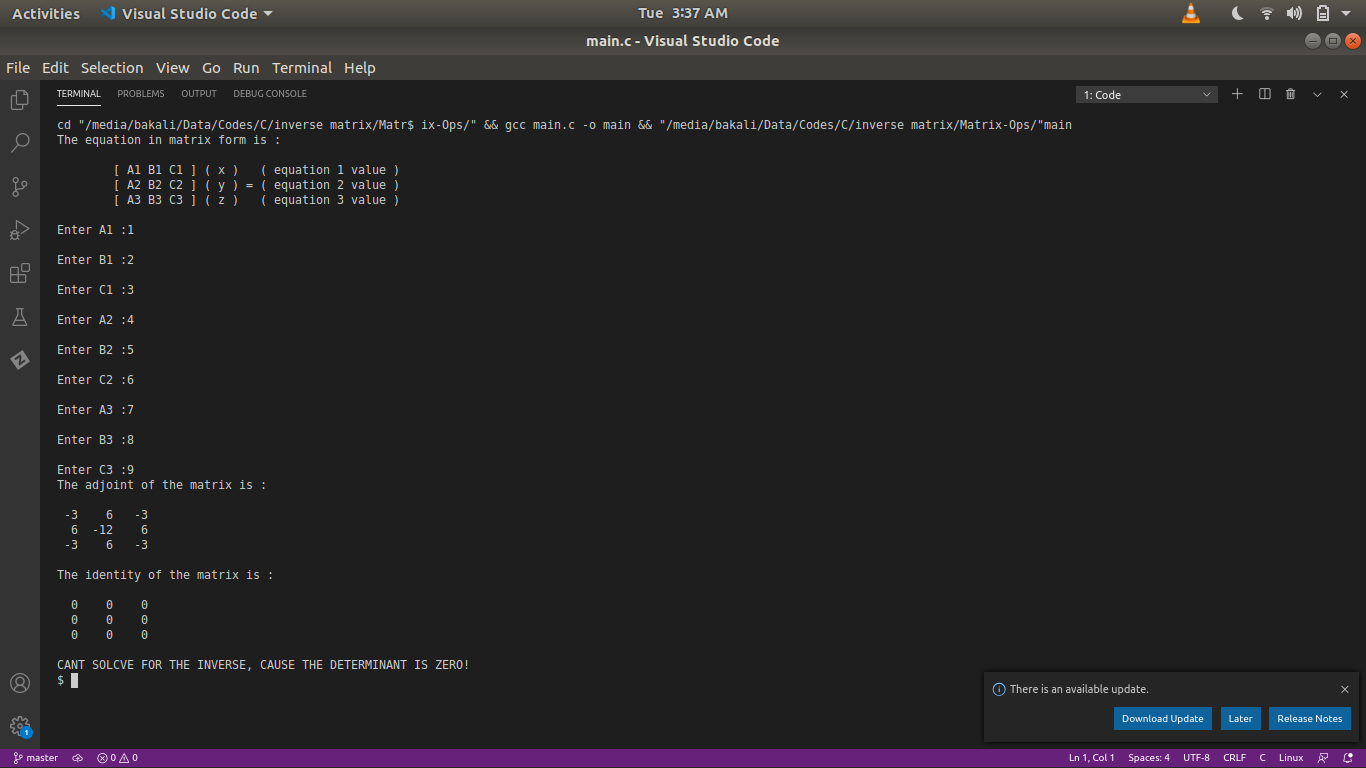 Activities Visual Studio Code Tue 3:37 AM
main.c - Visual Studio Code
File Edit Selection View Go Run Terminal Help
TERMINAL PROBLEMS OUTPUT DEBUG CONSOLE 1: Code
cd "/media/bakali/Data/Codes/C/inverse matrix/Matr$ ix-Ops/" && gcc main.c -o main && "/media/bakali/Data/Codes/C/inverse matrix/Matrix-Ops/"main
The equation in matrix form is :
[ A1 B1 C1 ] ( x )   ( equation 1 value )
[ A2 B2 C2 ] ( y ) = ( equation 2 value )
[ A3 B3 C3 ] ( z )   ( equation 3 value )
Enter A1 :1
Enter B1 :2
Enter C1 :3
Enter A2 :4
Enter B2 :5
Enter C2 :6
Enter A3 :7
Enter B3 :8
Enter C3 :9
The adjoint of the matrix is :
-3 6 -3
6 -12 6
-3 6 -3
The identity of the matrix is :
0 0 0
0 0 0
0 0 0
CANT SOLCVE FOR THE INVERSE, CAUSE THE DETERMINANT IS ZERO!
$
There is an available update.
Download Update Later Release Notes
1
master 0 0 Ln 1, Col 1 Spaces: 4 UTF-8 CRLF C Linux